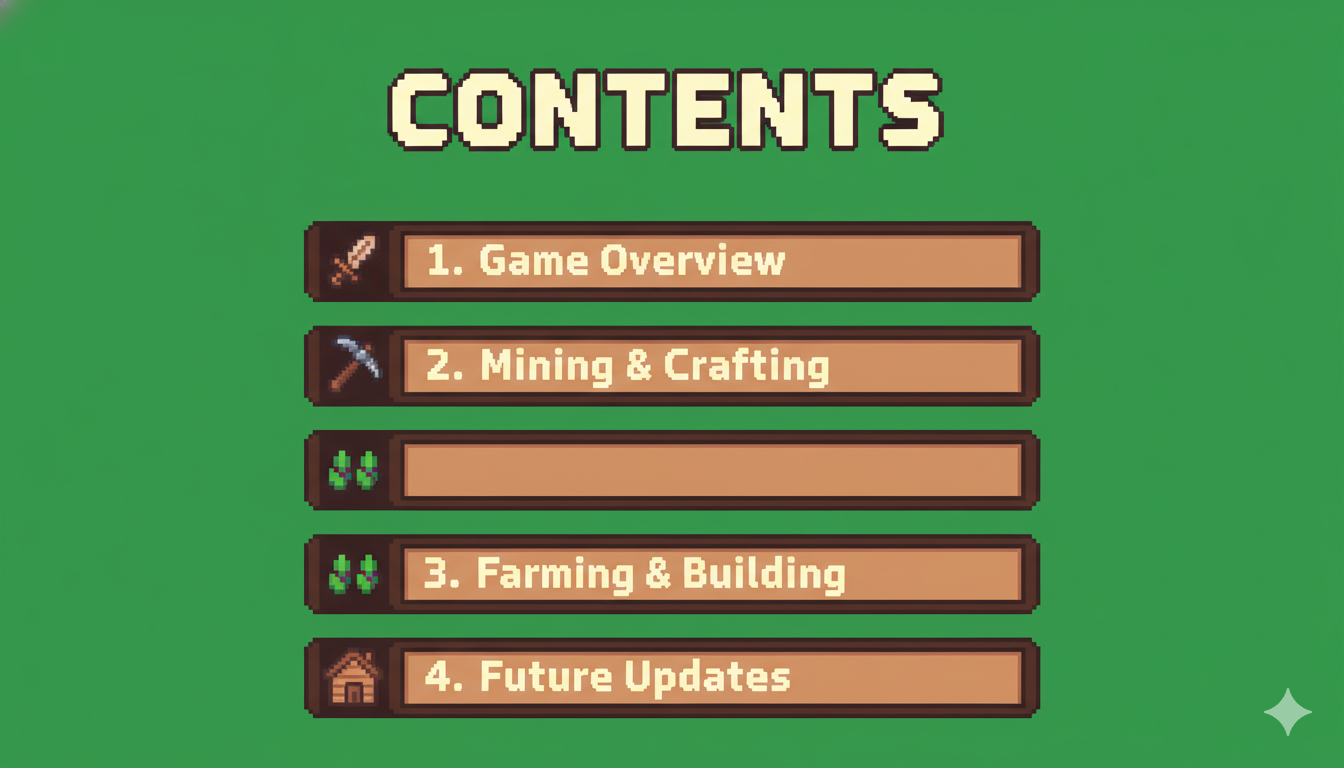 CONTENTS
1. Game Overview
2. Mining & Crafting
3. Farming & Building
4. Future Updates